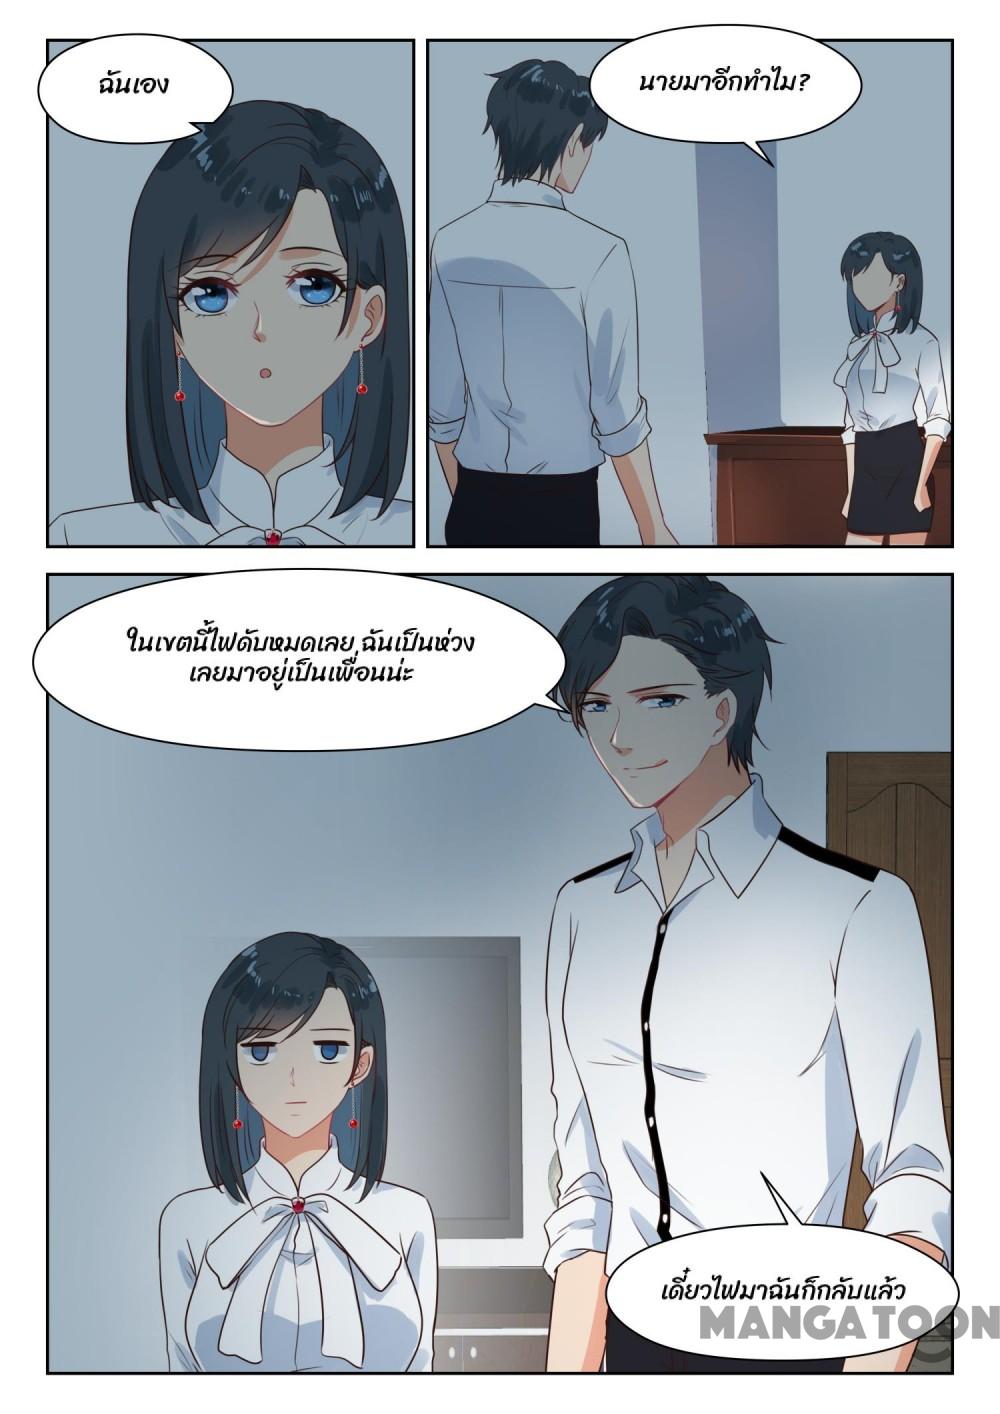 ฉันเอง
นายมาอีกทำไม?
ในเขตนี้ไฟดับหมดเลย ฉันเป็นห่วง
เลยมาอยู่เป็นเพื่อนน่ะ
เดี๋ยวไฟมาฉันก็กลับแล้ว
MANGATOON